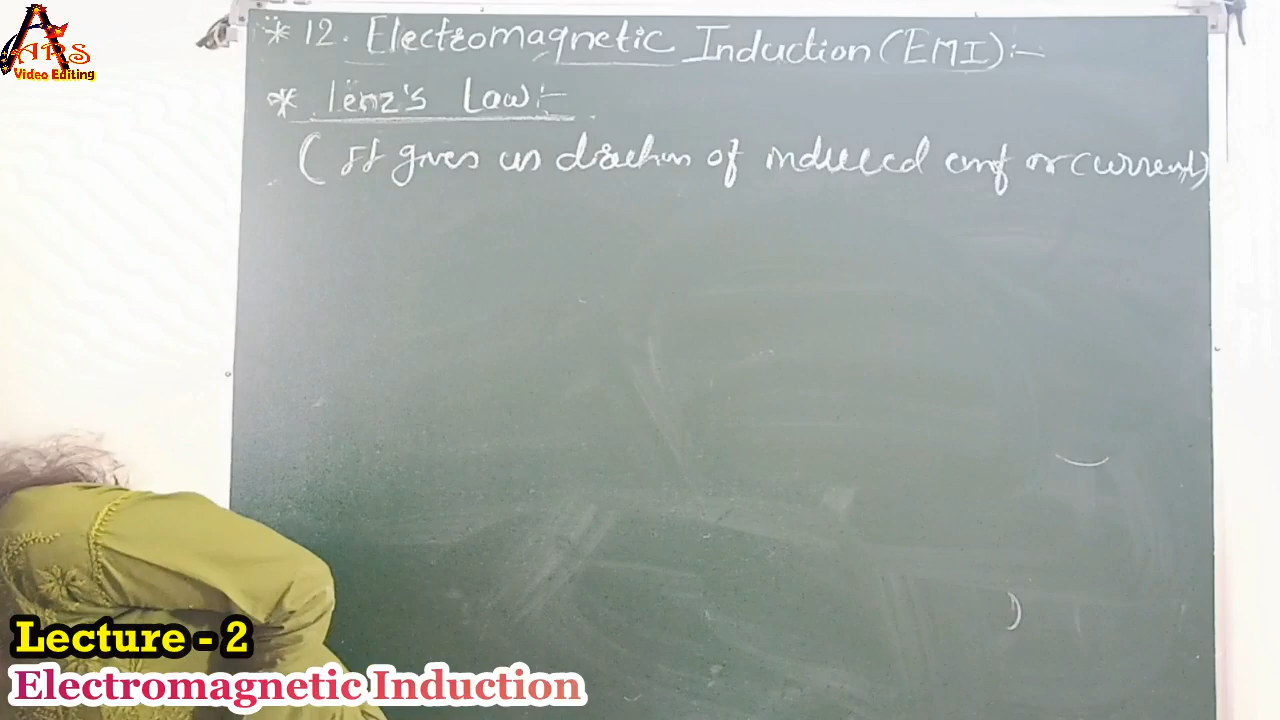 ARS
Video Editing
* 12. Electromagnetic Induction (EMI):-
* Lenz's Law:-
(It gives us direction of induced emf or current)
Lecture - 2
Electromagnetic Induction